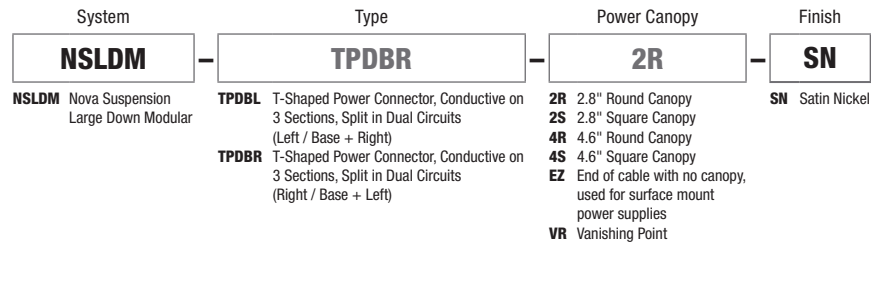 System
Type
Power Canopy
Finish
NSLDM – TPDBR – 2R – SN
NSLDM Nova Suspension
Large Down Modular
TPDBL T-Shaped Power Connector, Conductive on
3 Sections, Split in Dual Circuits
(Left / Base + Right)
TPDBR T-Shaped Power Connector, Conductive on
3 Sections, Split in Dual Circuits
(Right / Base + Left)
2R 2.8" Round Canopy
2S 2.8" Square Canopy
4R 4.6" Round Canopy
4S 4.6" Square Canopy
EZ End of cable with no canopy,
used for surface mount
power supplies
VR Vanishing Point
SN Satin Nickel